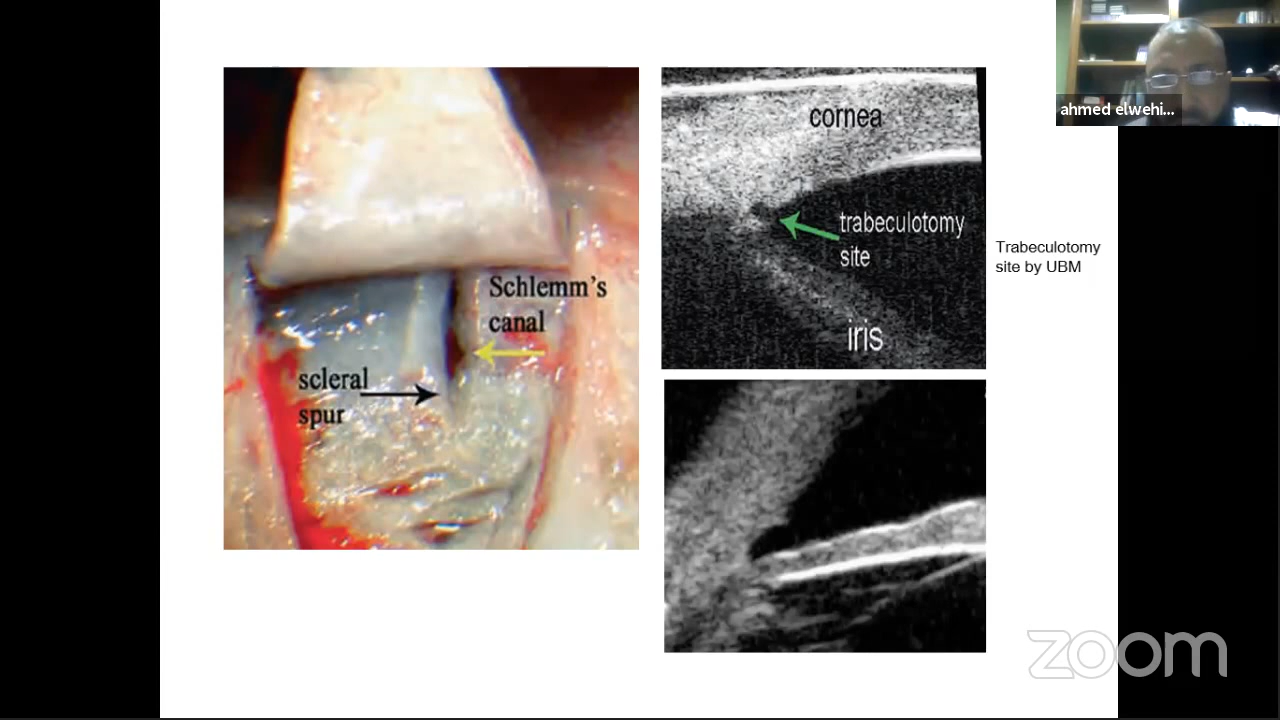 ahmed elwehi...
cornea
Schlemm's
canal
scleral
spur
trabeculotomy
site
iris
Trabeculotomy
site by UBM
zoom